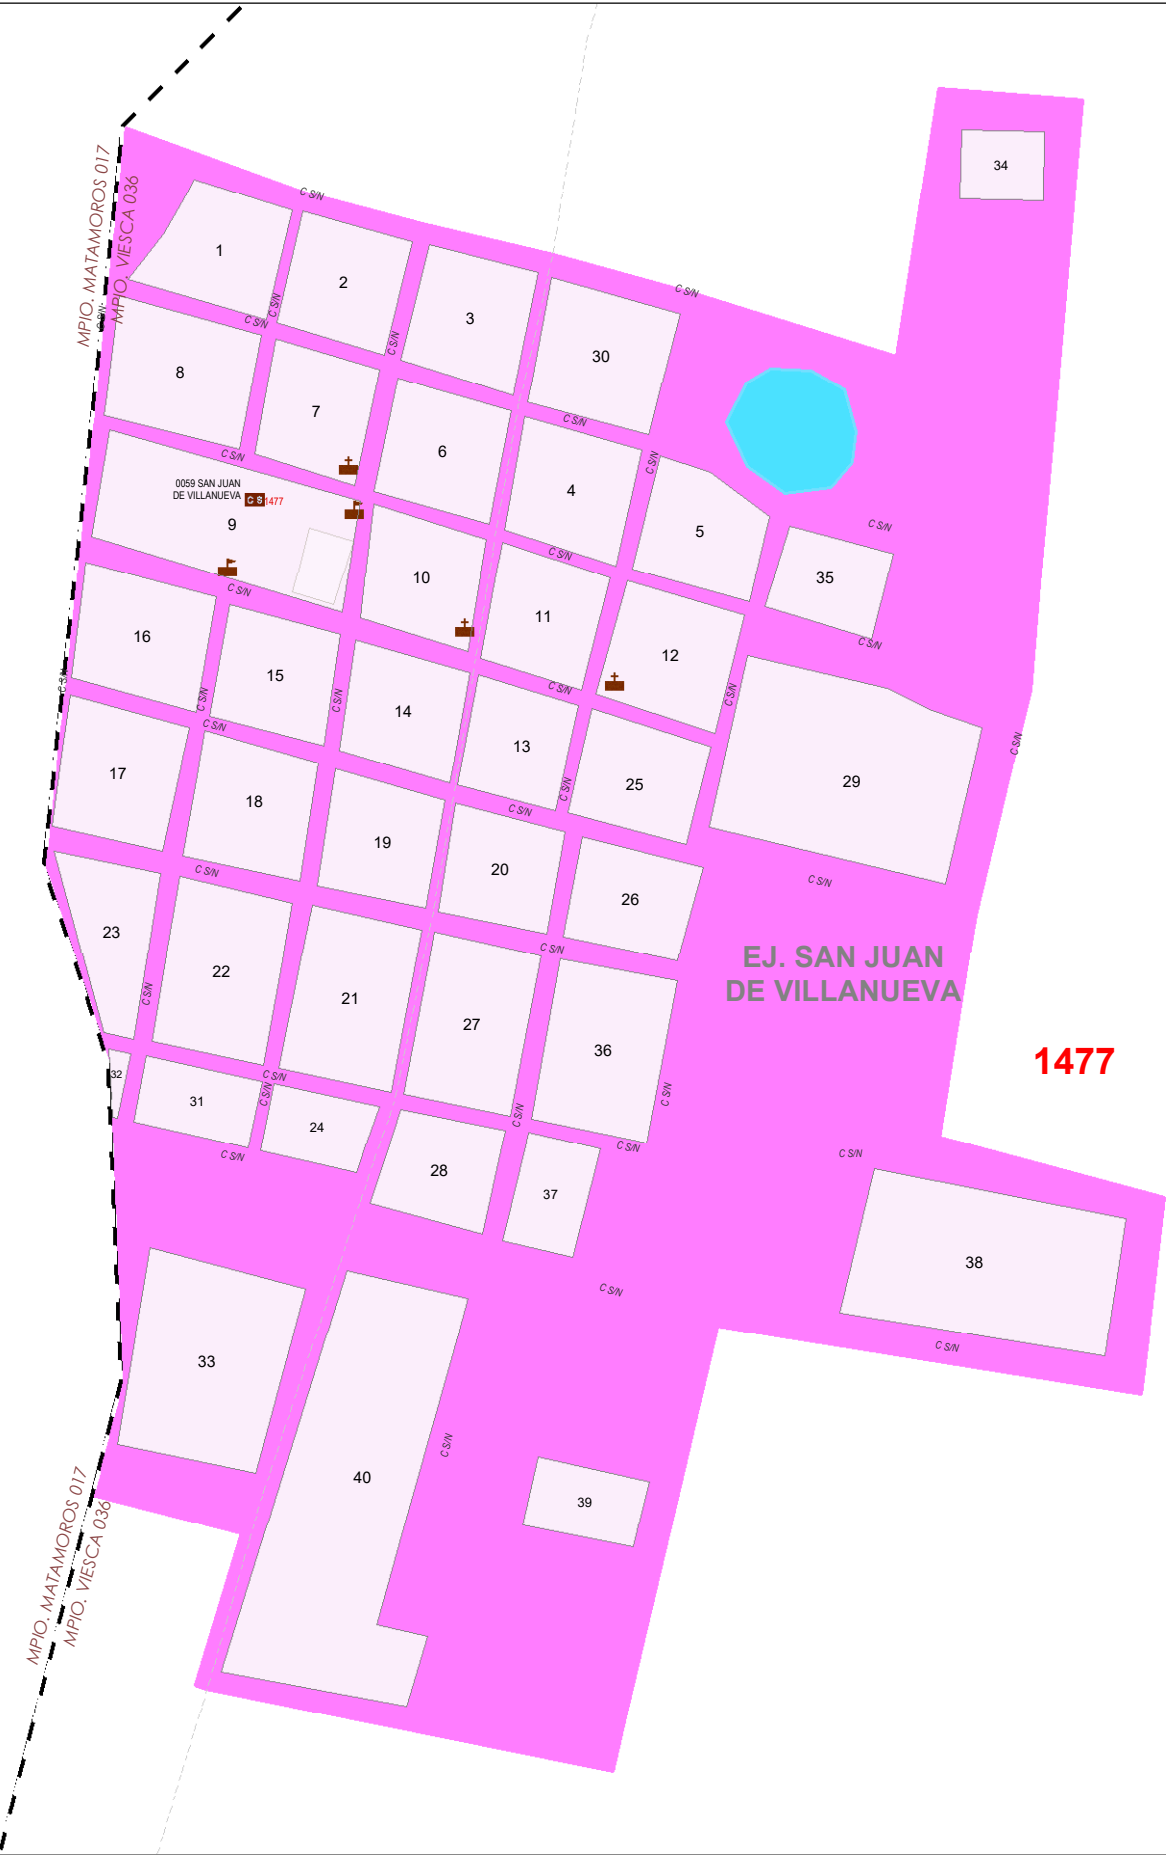 MPIO. MATAMOROS 017
MPIO. VIESCA 036
C S/N
34
1
2
3
C S/N
C S/N
C S/N
C S/N
C S/N
30
8
7
C S/N
6
C S/N
C S/N
4
0059 SAN JUAN
DE VILLANUEVA
C S
1477
9
5
C S/N
C S/N
35
10
C S/N
11
C S/N
16
15
12
C S/N
C S/N
C S/N
C S/N
C S/N
C S/N
14
13
C S/N
17
18
25
29
C S/N
C S/N
C S/N
19
20
C S/N
C S/N
26
23
C S/N
EJ. SAN JUAN
DE VILLANUEVA
22
21
C S/N
27
36
1477
32
C S/N
31
C S/N
24
C S/N
C S/N
C S/N
C S/N
C S/N
28
37
38
C S/N
C S/N
33
C S/N
40
39
MPIO. MATAMOROS 017
MPIO. VIESCA 036